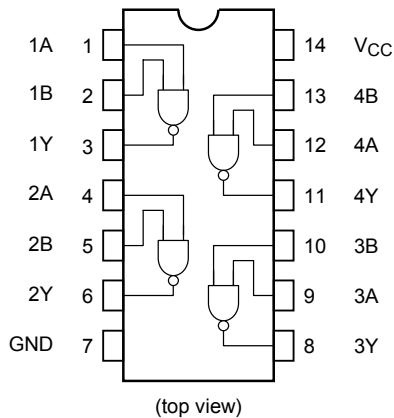 1A 1 14 VCC
1B 2 13 4B
1Y 3 12 4A
2A 4 11 4Y
2B 5 10 3B
2Y 6 9 3A
GND 7 8 3Y
(top view)